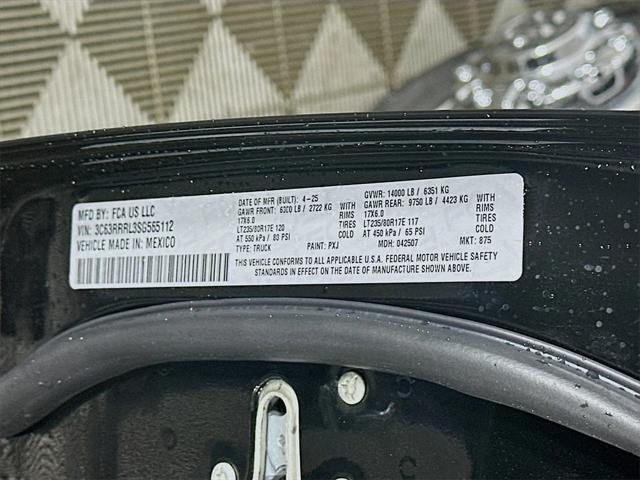 MFD BY: FCA US LLC
VIN: 3C63RRRL3SG565112
VEHICLE MADE IN: MEXICO
DATE OF MFR (BUILT): 4-25 GVWR: 14000 LB / 6351 KG
GAWR FRONT: 6300 LB / 2722 KG WITH GAWR REAR: 9750 LB / 4423 KG WITH
17X6.0 RIMS 17X6.0 RIMS
LT235/80R17E 120 TIRES LT235/80R17E 117 TIRES
AT 550 kPa / 80 PSI COLD AT 450 kPa / 65 PSI COLD
TYPE: TRUCK PAINT: PXJ MDH: 042507 MKT: 875
THIS VEHICLE CONFORMS TO ALL APPLICABLE U.S.A. FEDERAL MOTOR VEHICLE SAFETY
STANDARDS IN EFFECT ON THE DATE OF MANUFACTURE SHOWN ABOVE